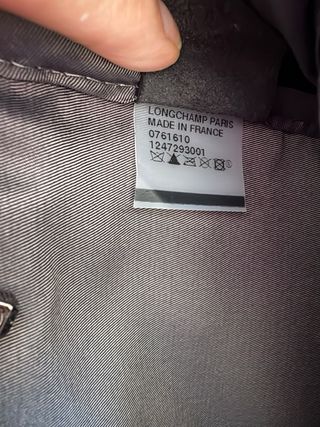 LONGCHAMP PARIS
MADE IN FRANCE
0761610
1247293001